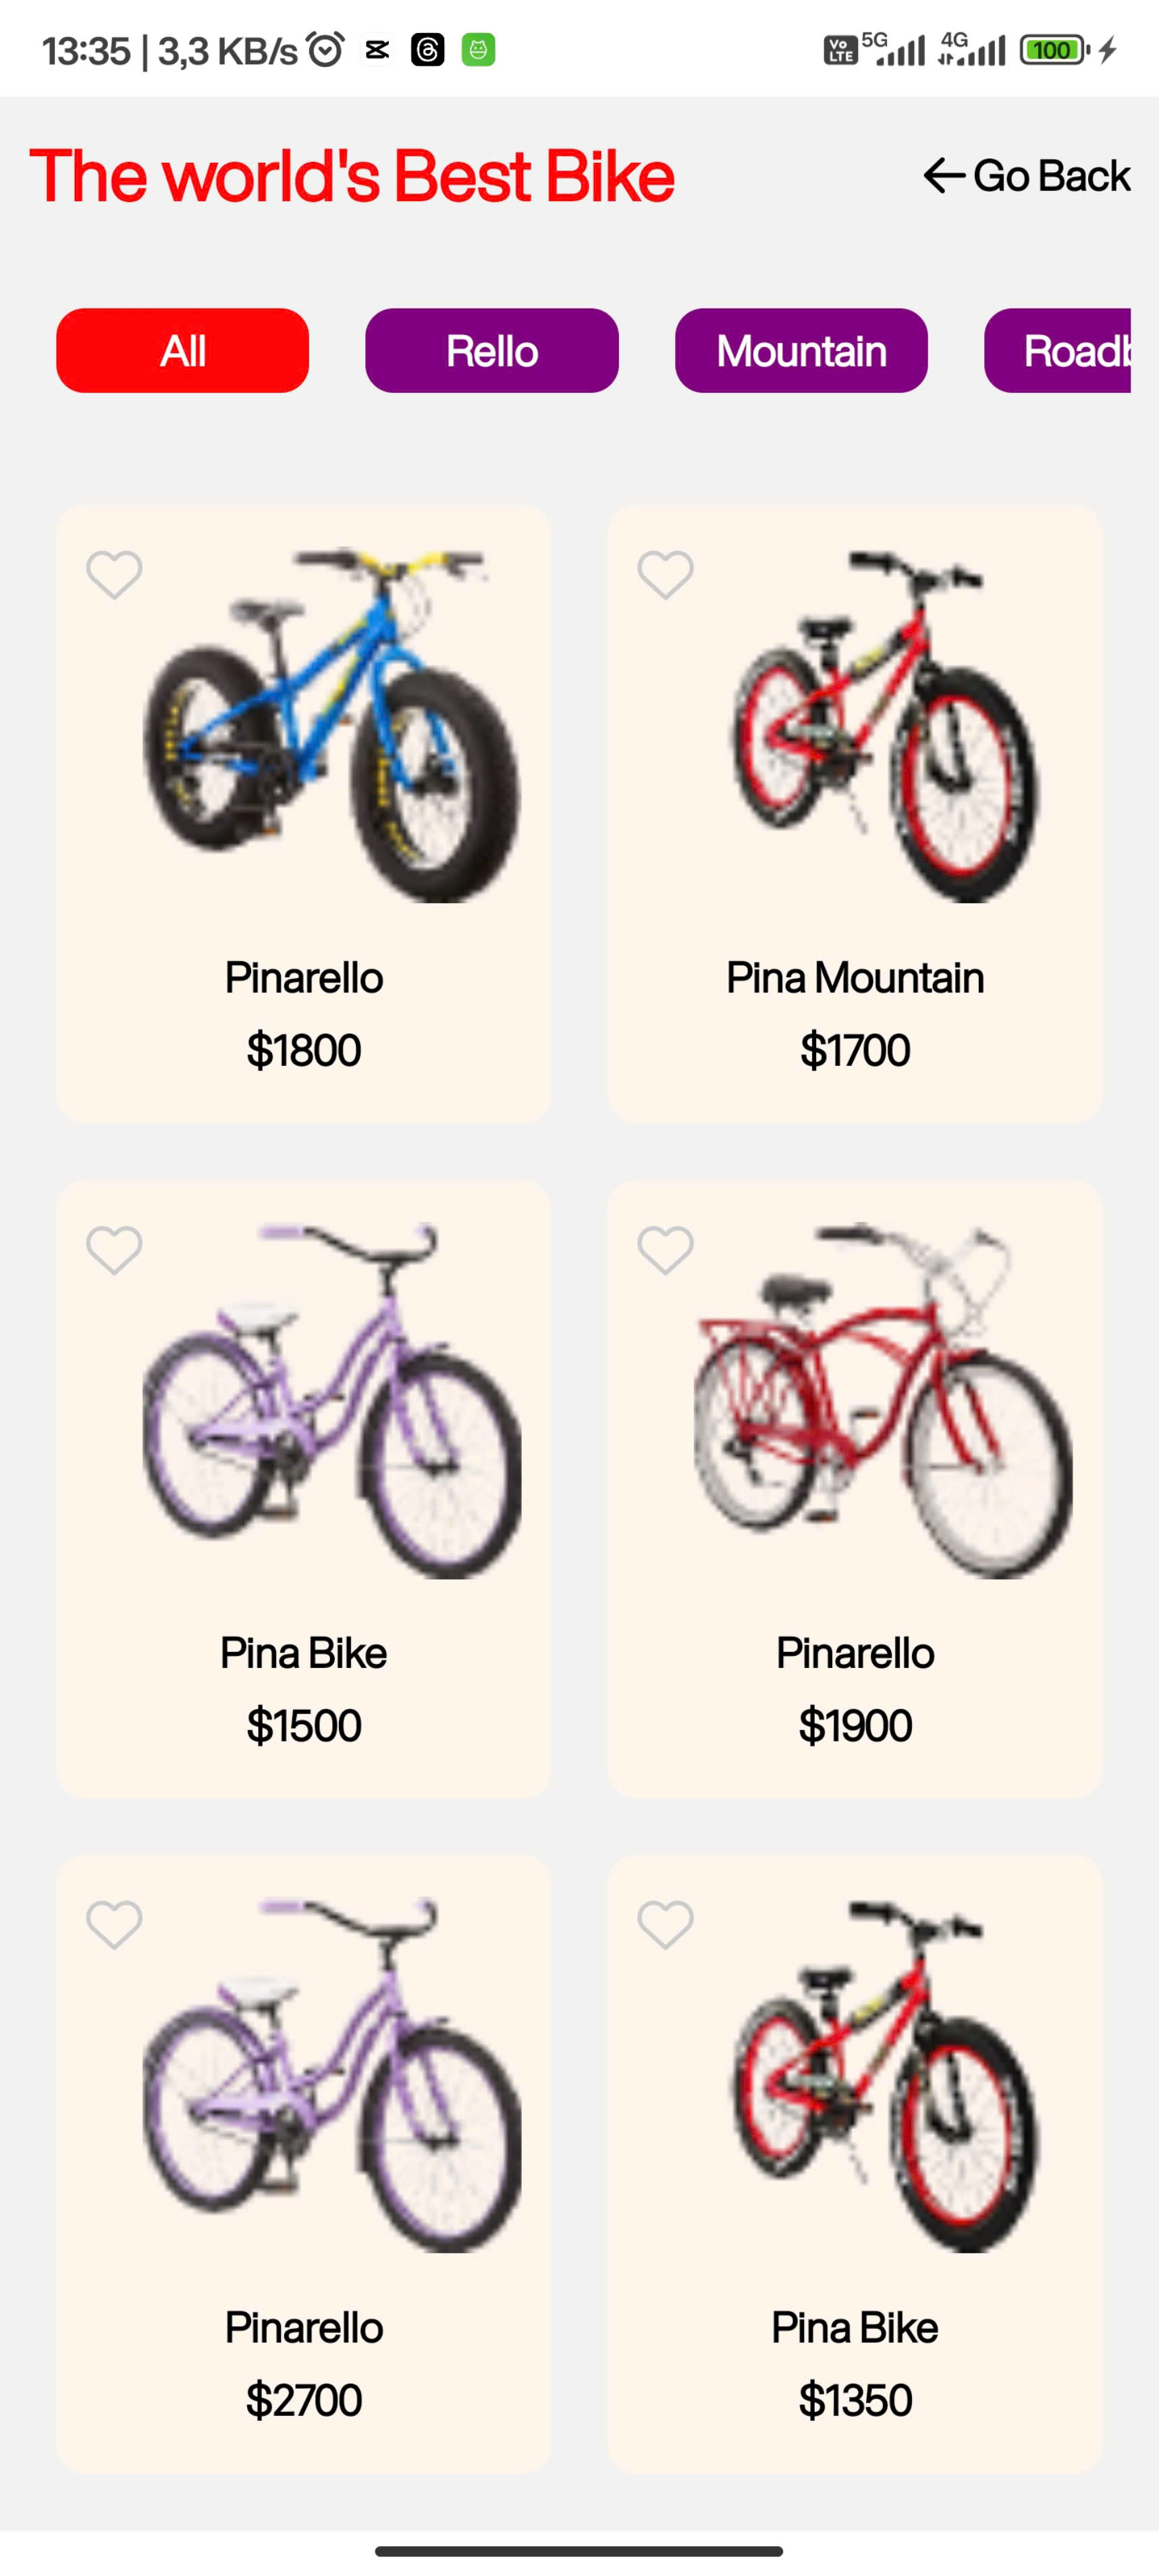 13:35 | 3,3 KB/s
Vo LTE 5G 4G 100
The world's Best Bike
Go Back
All Rello Mountain Roadb
Pinarello Pina Mountain
$1800 $1700
Pina Bike Pinarello
$1500 $1900
Pinarello Pina Bike
$2700 $1350